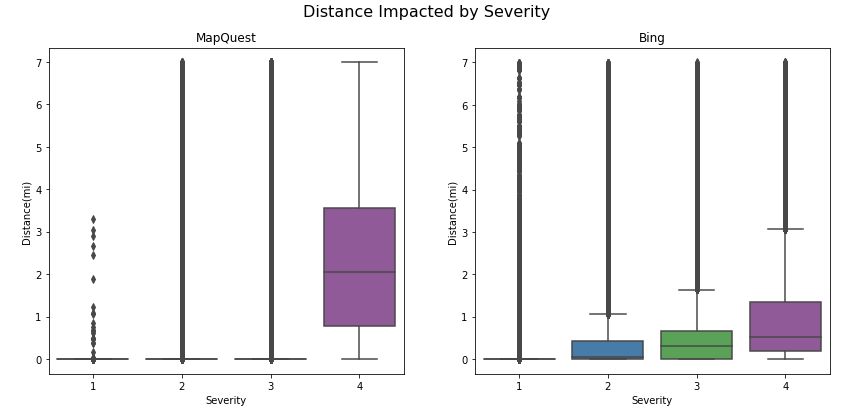 Distance Impacted by Severity
MapQuest
7
6
5
4
3
2
1
0
Distance(mi)
1 2 3 4
Severity
Bing
7
6
5
4
3
2
1
0
Distance(mi)
1 2 3 4
Severity